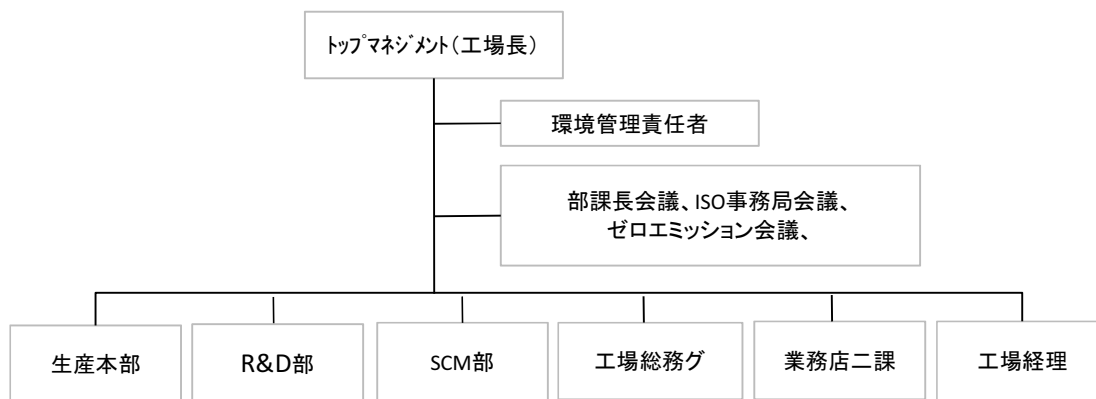 トップマネジメント(工場長)
環境管理責任者
部課長会議、ISO事務局会議、
ゼロエミッション会議、
生産本部
R&D部
SCM部
工場総務グ
業務店二課
工場経理